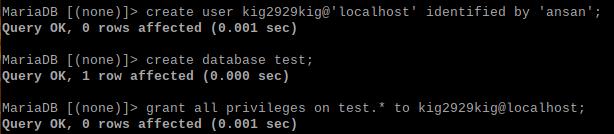 MariaDB [(none)]> create user kig2929kig@'localhost' identified by 'ansan';
Query OK, 0 rows affected (0.001 sec)
MariaDB [(none)]> create database test;
Query OK, 1 row affected (0.000 sec)
MariaDB [(none)]> grant all privileges on test.* to kig2929kig@localhost;
Query OK, 0 rows affected (0.001 sec)